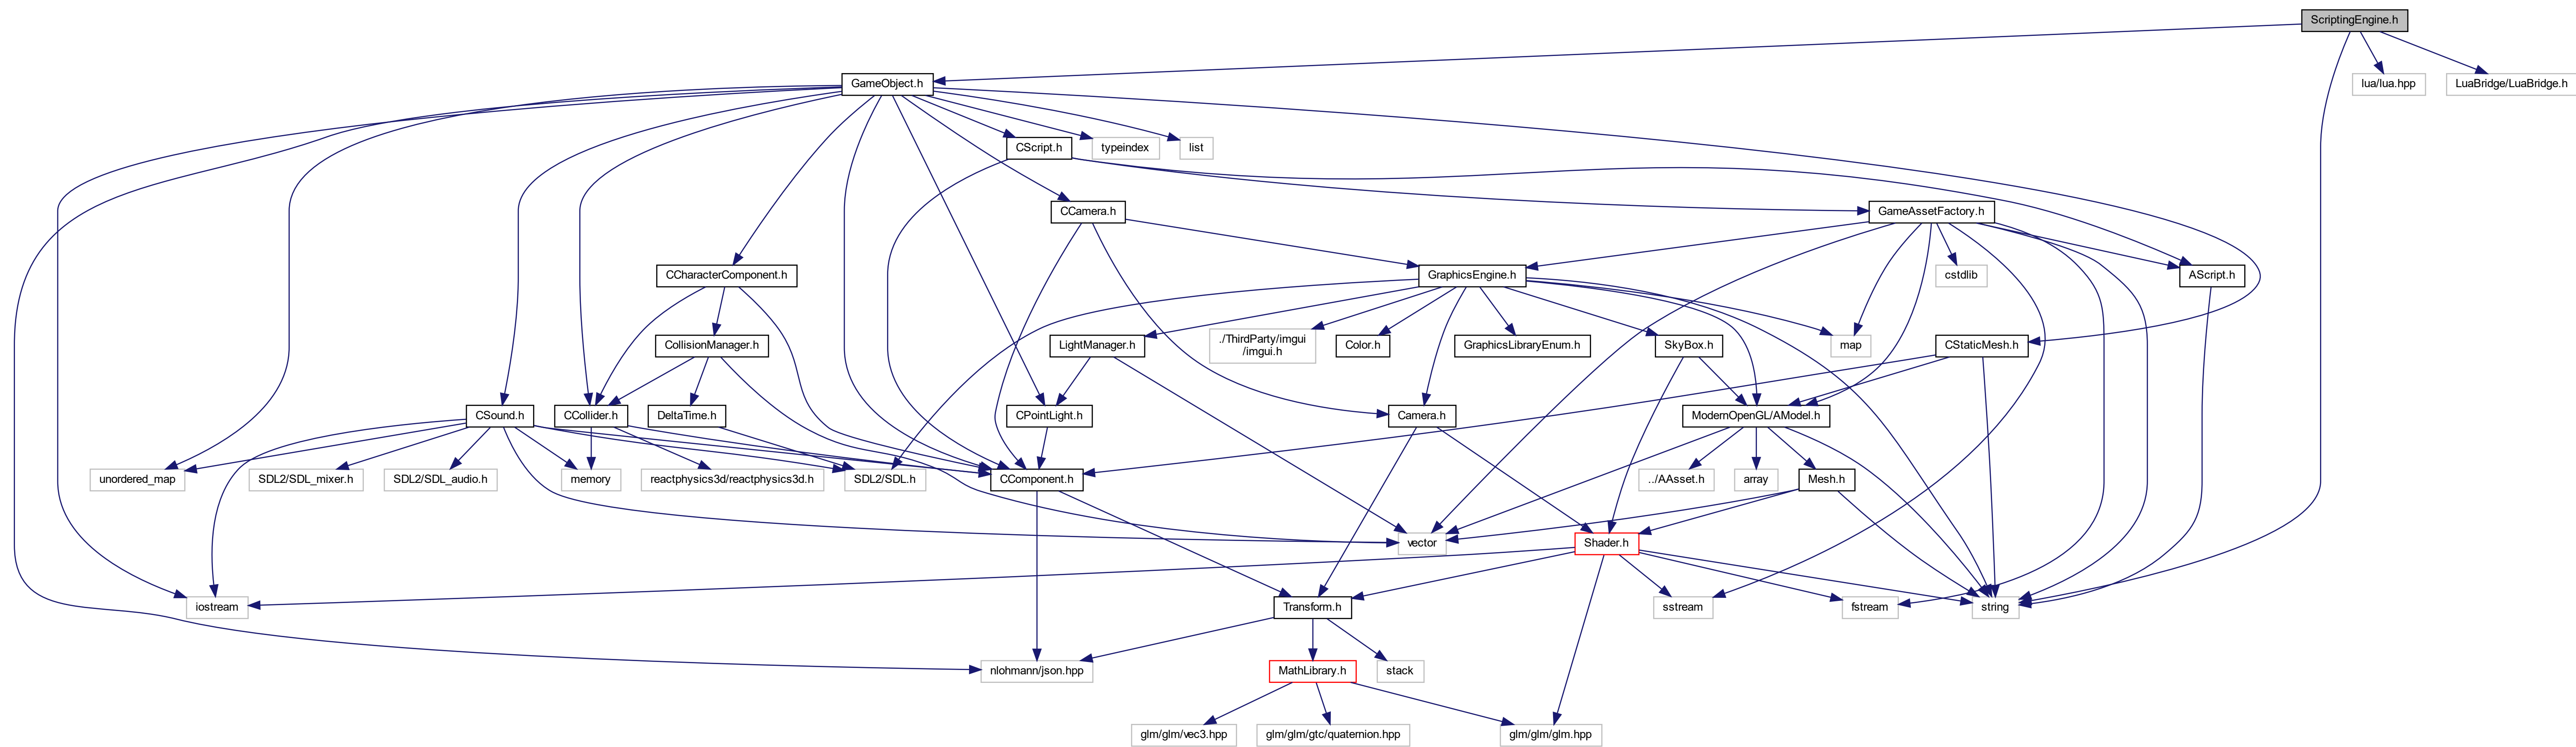 ScriptingEngine.h
GameObject.h
lua/lua.hpp
LuaBridge/LuaBridge.h
CScript.h
typeindex
list
CCamera.h
GameAssetFactory.h
CCharacterComponent.h
GraphicsEngine.h
cstdlib
AScript.h
CollisionManager.h
LightManager.h
./ThirdParty/imgui
/imgui.h
Color.h
GraphicsLibraryEnum.h
SkyBox.h
map
CStaticMesh.h
CSound.h
CCollider.h
DeltaTime.h
CPointLight.h
Camera.h
ModernOpenGL/AModel.h
unordered_map
SDL2/SDL_mixer.h
SDL2/SDL_audio.h
memory
reactphysics3d/reactphysics3d.h
SDL2/SDL.h
CComponent.h
../AAsset.h
array
Mesh.h
vector
Shader.h
iostream
Transform.h
sstream
fstream
string
nlohmann/json.hpp
MathLibrary.h
stack
glm/glm/vec3.hpp
glm/glm/gtc/quaternion.hpp
glm/glm/glm.hpp